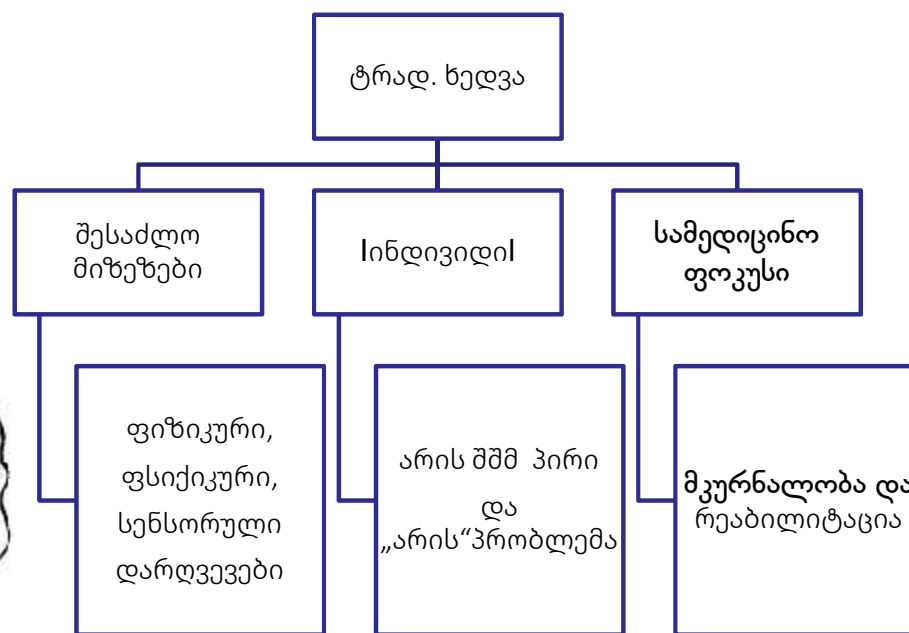 ტრად. ხედვა
შესაძლო
მიზეზები
IინდივიდიI
სამედიცინო
ფოკუსი
ფიზიკური,
ფსიქიკური,
სენსორული
დარღვევები
არის შშმ პირი
და
„არის“პრობლემა
მკურნალობა და
რეაბილიტაცია